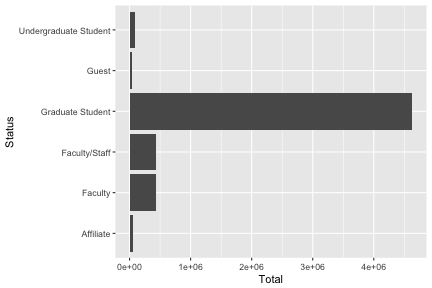 Status
Undergraduate Student
Guest
Graduate Student
Faculty/Staff
Faculty
Affiliate
0e+00 1e+06 2e+06 3e+06 4e+06
Total